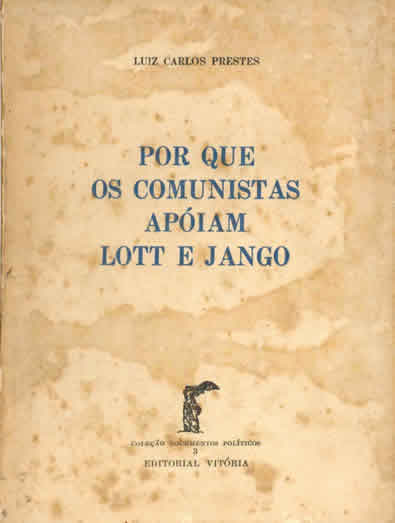 LUIZ CARLOS PRESTES
POR QUE
OS COMUNISTAS
APÓIAM
LOTT E JANGO
COLEÇÃO DOCUMENTOS POLÍTICOS
3
EDITORIAL VITÓRIA